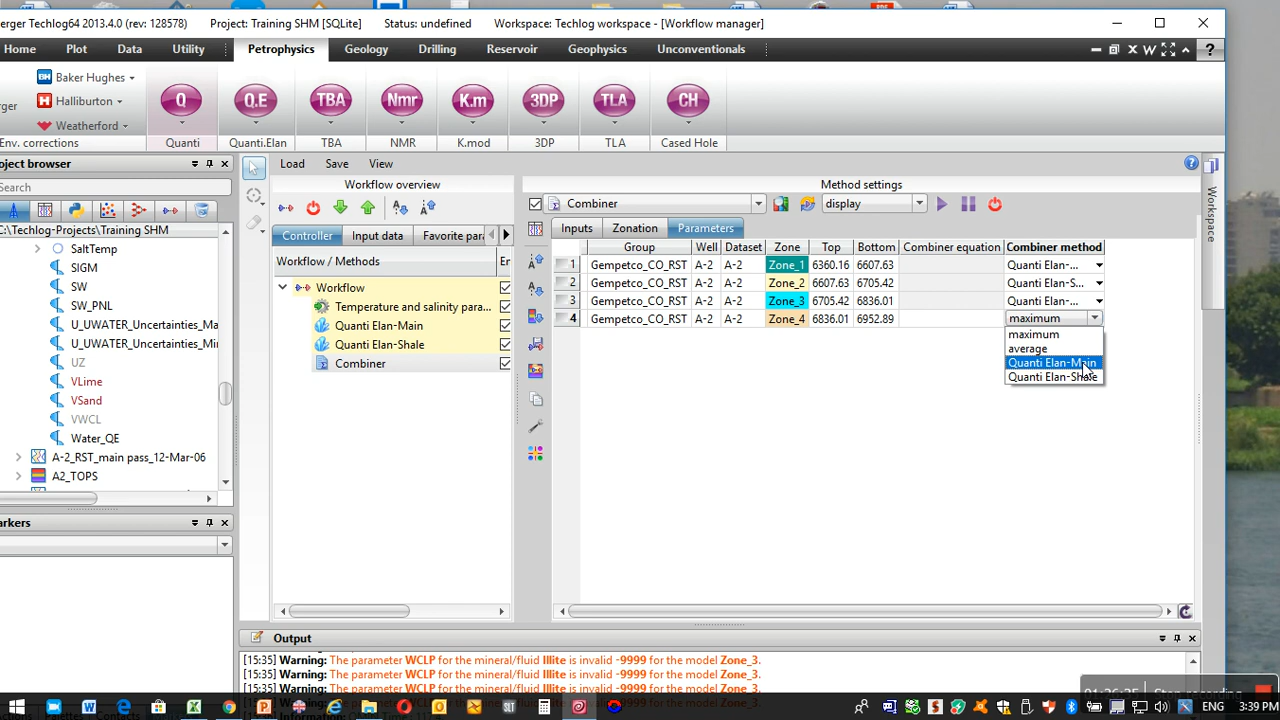 erger Techlog64 2013.4.0 (rev: 128578) Project: Training SHM [SQLite] Status: undefined Workspace: Techlog workspace - [Workflow manager]
Home Plot Data Utility Petrophysics Geology Drilling Reservoir Geophysics Unconventionals W ?
BH Baker Hughes
rger H Halliburton Q Q.E TBA Nmr K.m 3DP TLA CH
Weatherford
Env. corrections Quanti Quanti.Elan TBA NMR K.mod 3DP TLA Cased Hole
oject browser
Load Save View
Search
Workflow overview
Method settings
Combiner display
C:\Techlog-Projects\Training SHM
Controller Input data Favorite para
Inputs Zonation Parameters
SaltTemp
SIGM
SW
SW_PNL
U_UWATER_Uncertainties_Ma
U_UWATER_Uncertainties_Ma
UZ
VLime
VSand
VWCL
Water_QE
A-2_RST_main pass_12-Mar-06
A2_TOPS
Workflow / Methods En
Workflow
Temperature and salinity para...
Quanti Elan-Main
Quanti Elan-Shale
Combiner
Group Well Dataset Zone Top Bottom Combiner equation Combiner method
1 Gempetco_CO_RST A-2 A-2 Zone_1 6360.16 6607.63 Quanti Elan-...
2 Gempetco_CO_RST A-2 A-2 Zone_2 6607.63 6705.42 Quanti Elan-S...
3 Gempetco_CO_RST A-2 A-2 Zone_3 6705.42 6836.01 Quanti Elan-...
4 Gempetco_CO_RST A-2 A-2 Zone_4 6836.01 6952.89 maximum
maximum
average
Quanti Elan-Main
Quanti Elan-Shale
Workspace
arkers
Output
[15:35] Warning: The parameter WCLP for the mineral/fluid Illite is invalid -9999 for the model Zone_3.
[15:35] Warning: The parameter WCLP for the mineral/fluid Illite is invalid -9999 for the model Zone_3.
[15:35] Warning: The parameter WCLP for the mineral/fluid Illite is invalid -9999 for the model Zone_3.
Stop recording
ENG 3:39 PM